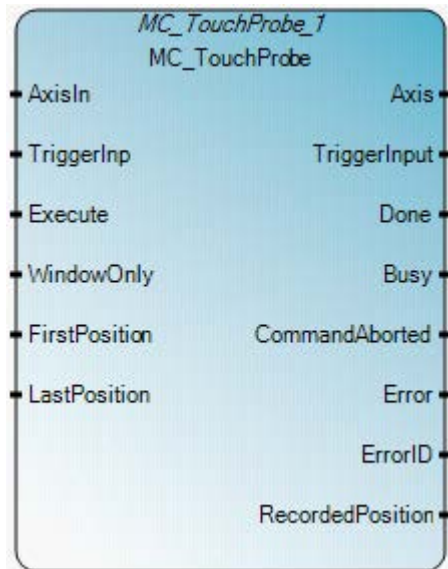 MC_TouchProbe_1
MC_TouchProbe
AxisIn Axis
TriggerInp TriggerInput
Execute Done
WindowOnly Busy
FirstPosition CommandAborted
LastPosition Error
ErrorID
RecordedPosition